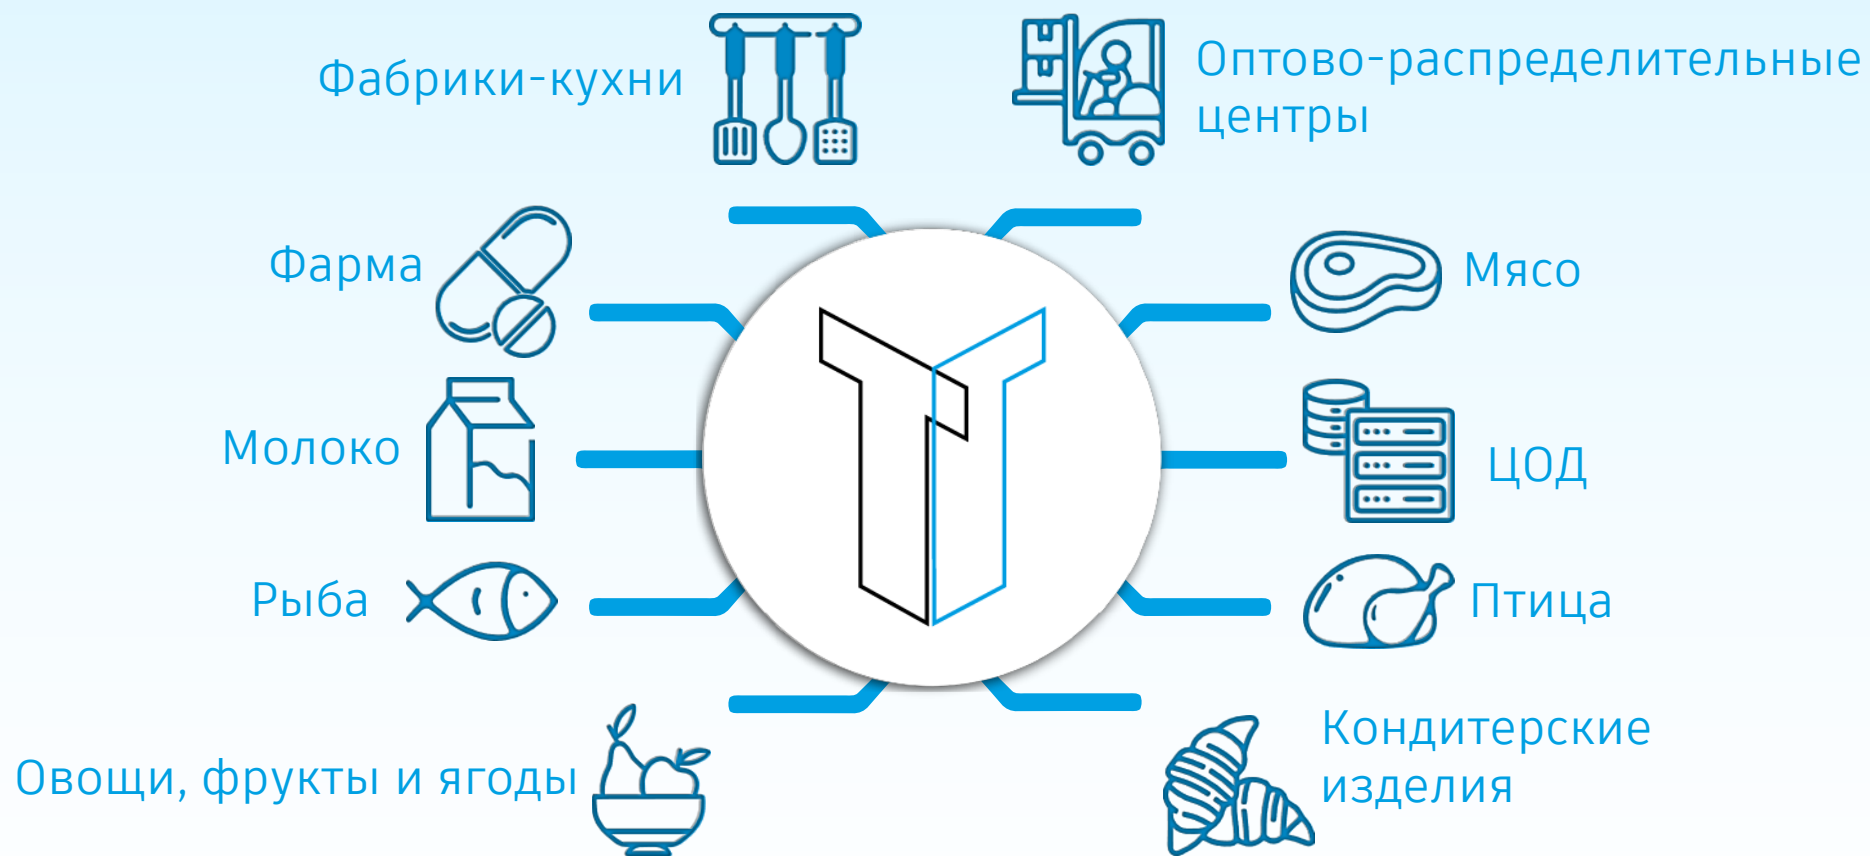 Фабрики-кухни
Оптово-распределительные
центры
Фарма
Мясо
Молоко
ЦОД
Рыба
Птица
Овощи, фрукты и ягоды
Кондитерские
изделия